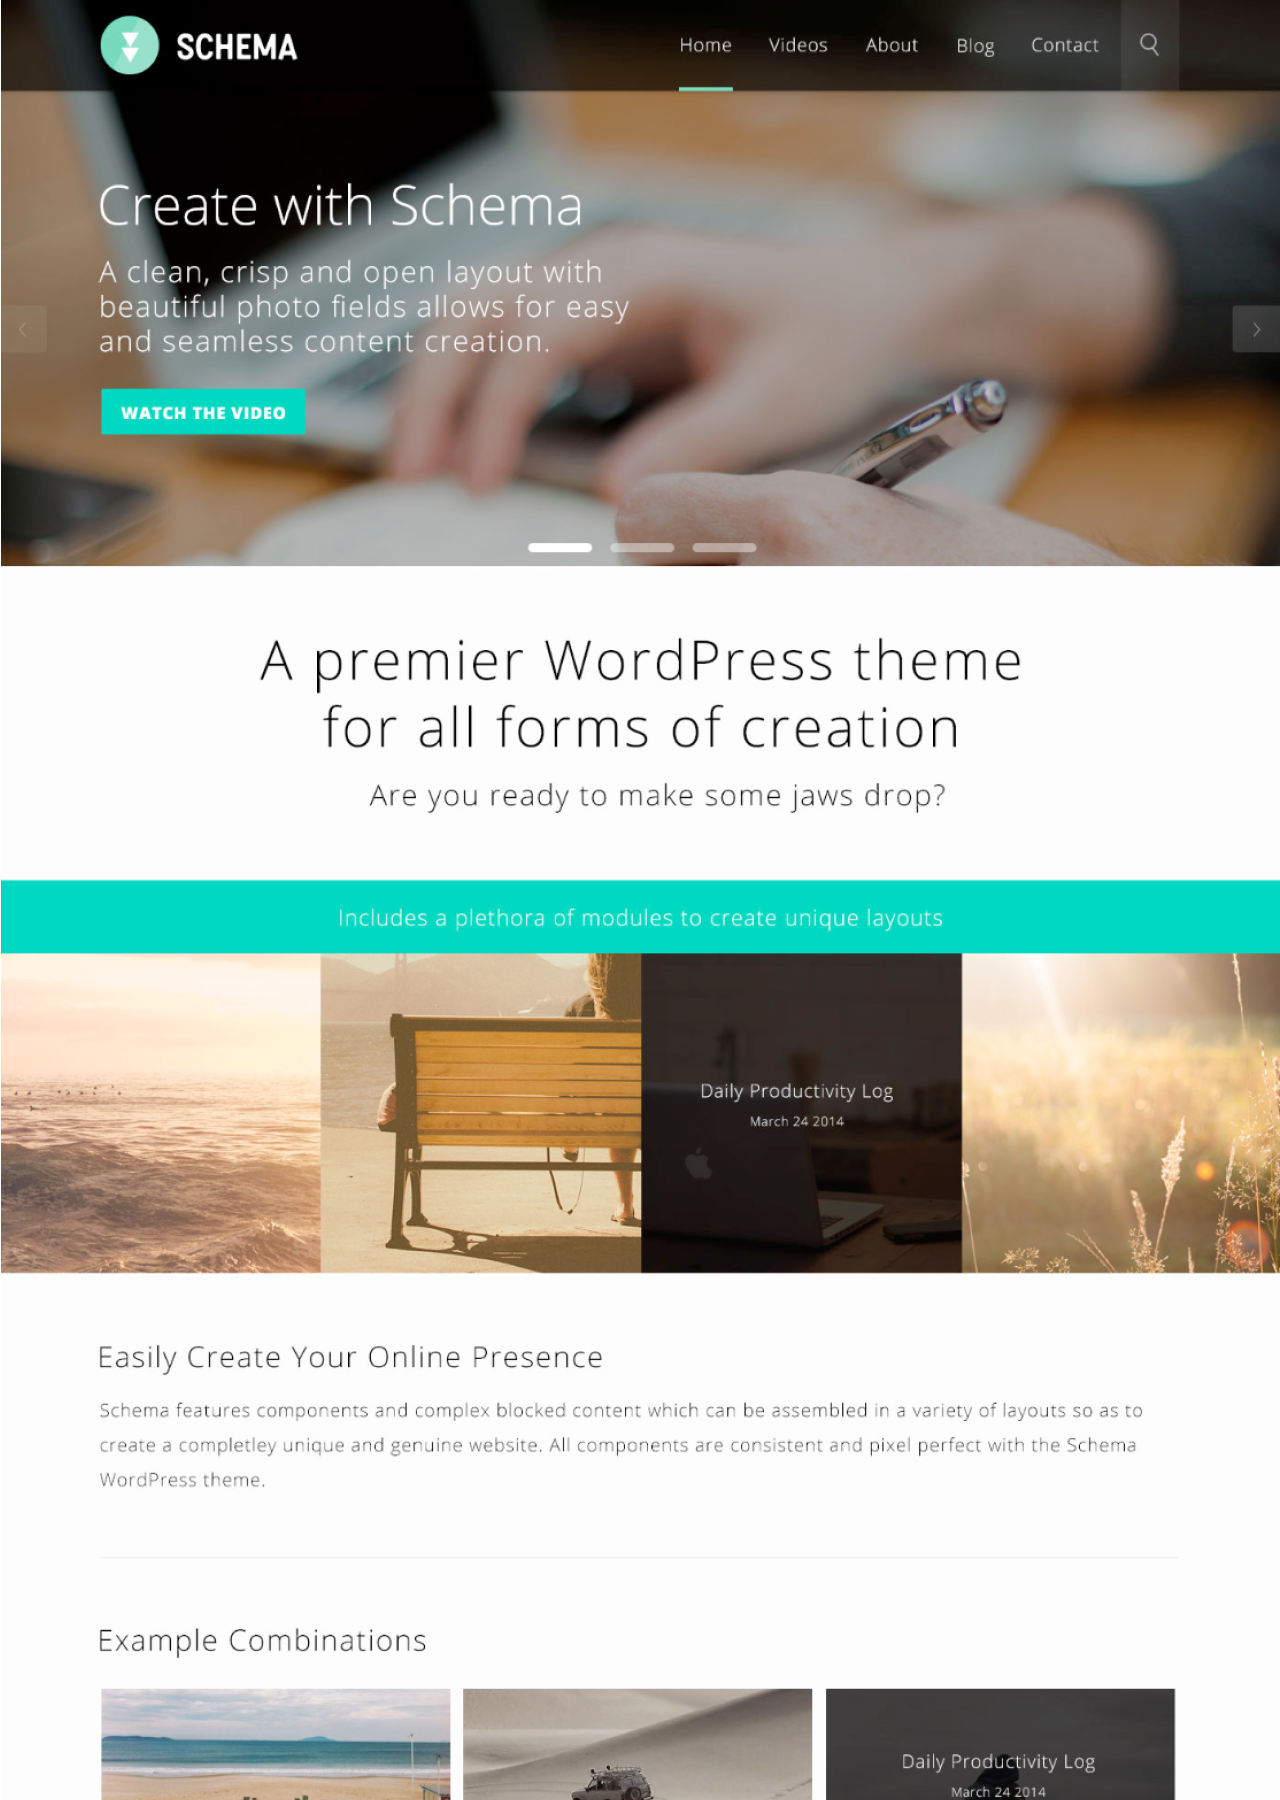 SCHEMA
Home Videos About Blog Contact
Create with Schema
A clean, crisp and open layout with
beautiful photo fields allows for easy
and seamless content creation.
WATCH THE VIDEO
A premier WordPress theme
for all forms of creation
Are you ready to make some jaws drop?
Includes a plethora of modules to create unique layouts
Daily Productivity Log
March 24 2014
Easily Create Your Online Presence
Schema features components and complex blocked content which can be assembled in a variety of layouts so as to
create a completley unique and genuine website. All components are consistent and pixel perfect with the Schema
WordPress theme.
Example Combinations
Daily Productivity Log
March 24 2014